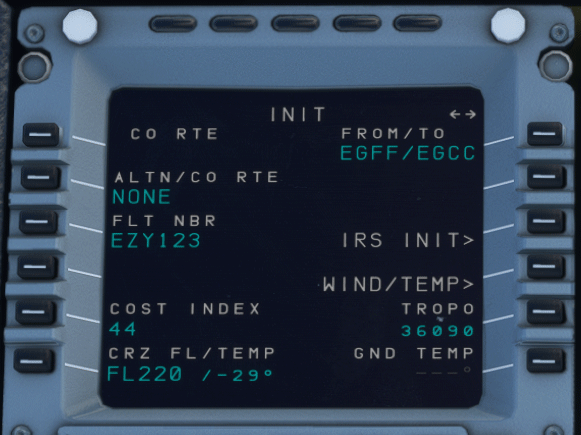 INIT ←→
CO RTE FROM/TO
EGFF/EGCC
ALTN/CO RTE
NONE
FLT NBR
EZY123 IRS INIT>
WIND/TEMP>
COST INDEX TROPO
44 36090
CRZ FL/TEMP GND TEMP
FL220 /-29° ---°